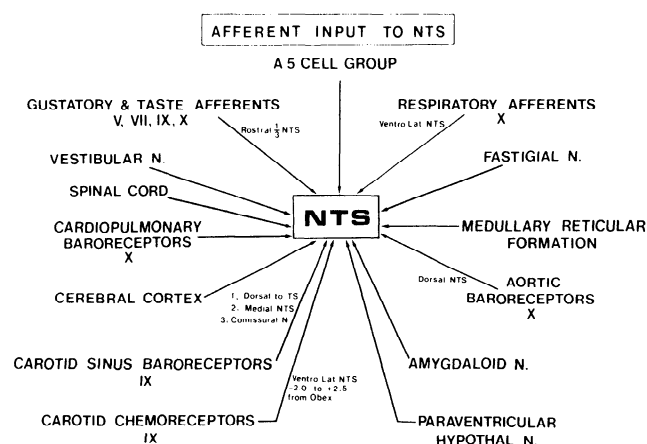 AFFERENT INPUT TO NTS
A5 CELL GROUP
GUSTATORY & TASTE AFFERENTS
V, VII, IX, X
Rostral 1/3 NTS
RESPIRATORY AFFERENTS
X
Ventro Lat NTS
VESTIBULAR N.
FASTIGIAL N.
SPINAL CORD
NTS
CARDIOPULMONARY
BARORECEPTORS
X
MEDULLARY RETICULAR
FORMATION
CEREBRAL CORTEX
1. Dorsal to TS
2. Medial NTS
3. Comissural N
Dorsal NTS
AORTIC
BARORECEPTORS
X
CAROTID SINUS BARORECEPTORS
IX
AMYGDALOID N.
Ventro Lat NTS
-2.0 to +2.5
from Obex
CAROTID CHEMORECEPTORS
IX
PARAVENTRICULAR
HYPOTHAL N.